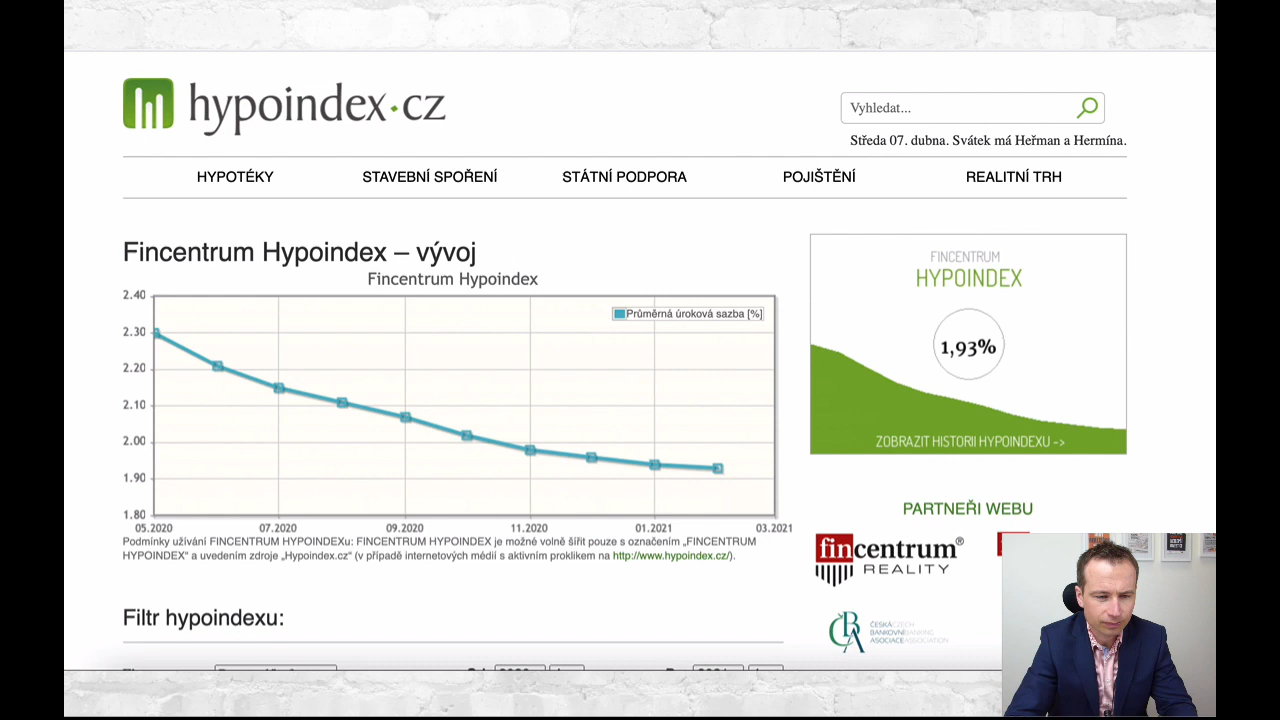 hypoindex.cz
Vyhledat...
Středa 07. dubna. Svátek má Heřman a Hermína.
HYPOTÉKY
STAVEBNÍ SPOŘENÍ
STÁTNÍ PODPORA
POJIŠTĚNÍ
REALITNÍ TRH
Fincentrum Hypoindex – vývoj
Fincentrum Hypoindex
Průměrná úroková sazba [%]
2.40
2.30
2.20
2.10
2.00
1.90
1.80
05.2020
07.2020
09.2020
11.2020
01.2021
03.2021
Podmínky užívání FINCENTRUM HYPOINDEXu: FINCENTRUM HYPOINDEX je možné volně šířit pouze s označením „FINCENTRUM
HYPOINDEX“ a uvedením zdroje „Hypoindex.cz“ (v případě internetových médií s aktivním proklikem na http://www.hypoindex.cz/).
Filtr hypoindexu:
FINCENTRUM
HYPOINDEX
1,93%
ZOBRAZIT HISTORII HYPOINDEXU ->
PARTNEŘI WEBU
fincentrum®
REALITY
ČBA
ČESKÁ CZECH
BANKOVNÍ BANKING
ASOCIACE ASSOCIATION